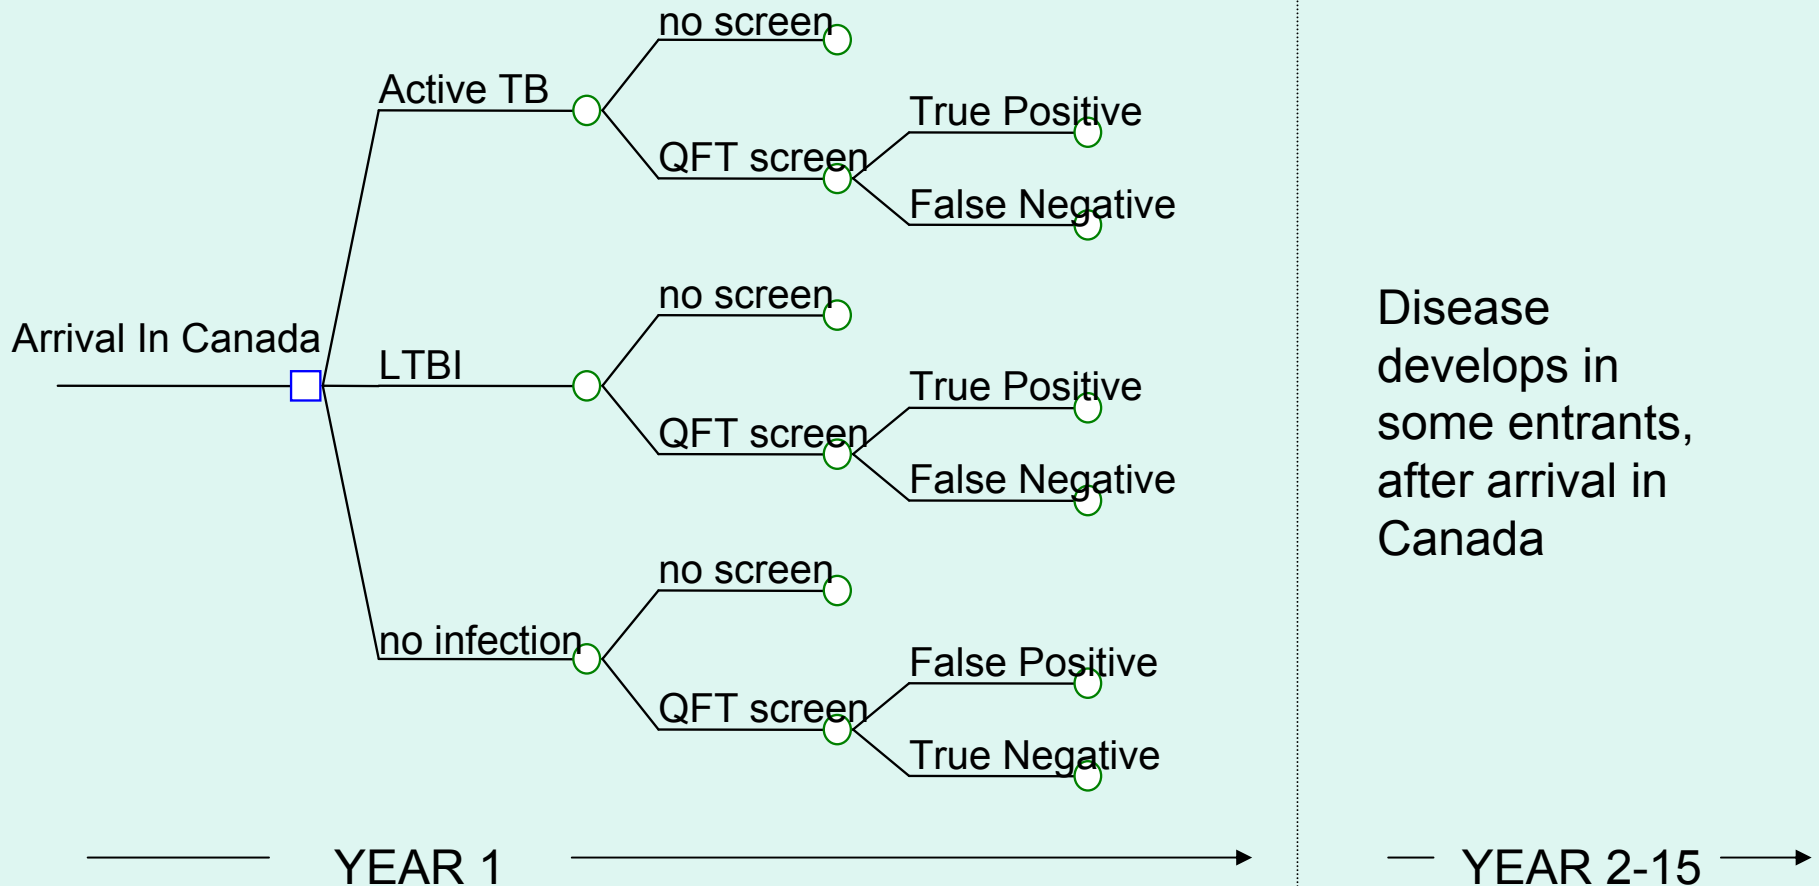 no screen
Active TB
True Positive
QFT screen
False Negative
no screen
Arrival In Canada
LTBI
True Positive
QFT screen
False Negative
no screen
no infection
False Positive
QFT screen
True Negative
Disease
develops in
some entrants,
after arrival in
Canada
YEAR 1
YEAR 2-15